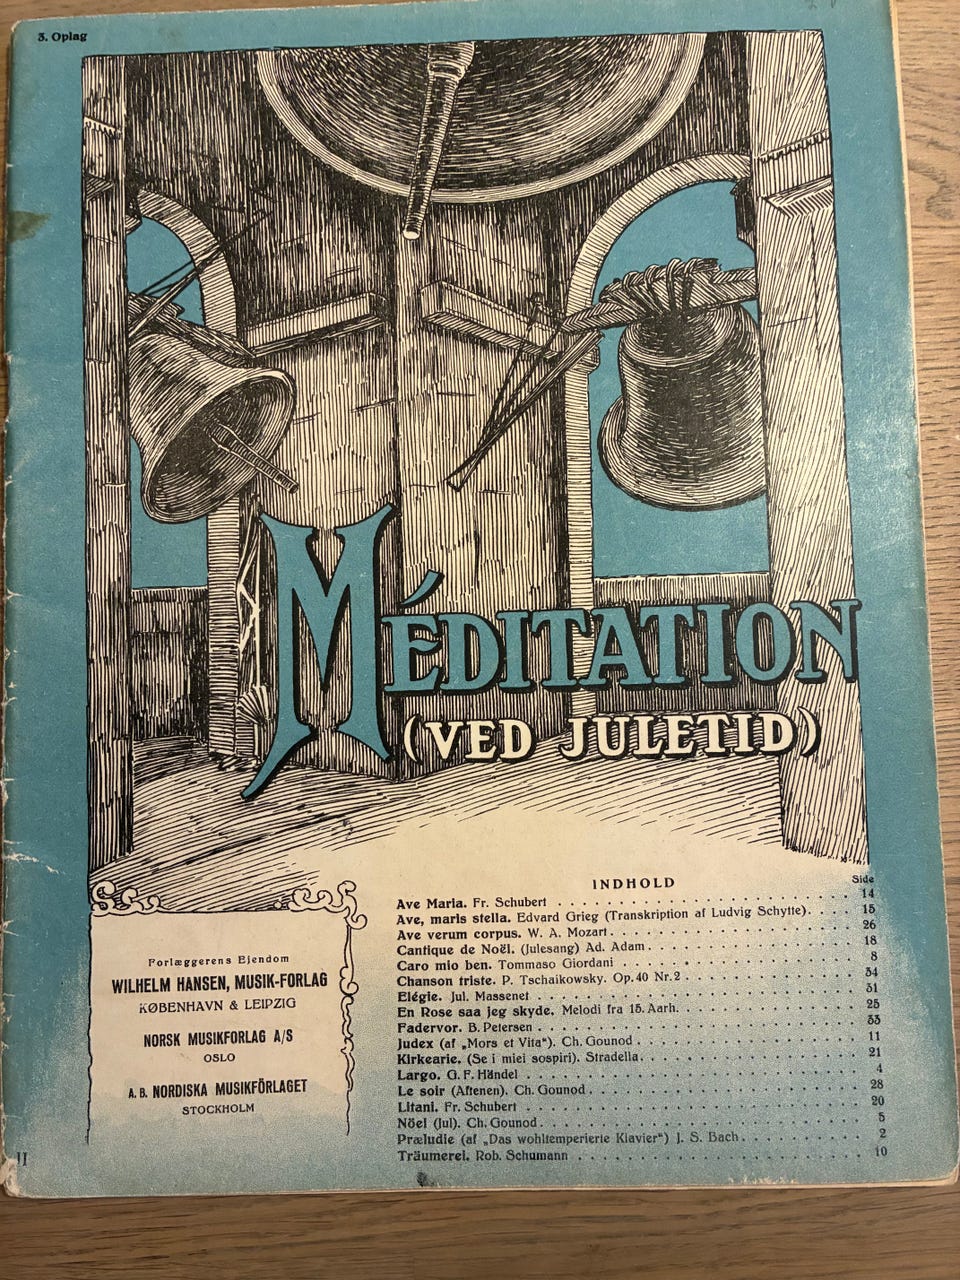 3. Oplag
MÉDITATION
(VED JULETID)
INDHOLD
Side
Ave Maria. Fr. Schubert . . . . . . . . . . . . . . . . . . . . . . 14
Ave, maris stella. Edvard Grieg (Transkription af Ludvig Schytte). . . . 15
Ave verum corpus. W. A. Mozart . . . . . . . . . . . . . . . . . . 26
Cantique de Noël. (Julesang) Ad. Adam . . . . . . . . . . . . . . . 18
Caro mio ben. Tommaso Giordani . . . . . . . . . . . . . . . . . 8
Chanson triste. P. Tschaikowsky. Op. 40 Nr. 2 . . . . . . . . . . . . 34
Elégie. Jul. Massenet . . . . . . . . . . . . . . . . . . . . . . . 31
En Rose saa jeg skyde. Melodi fra 15. Aarh. . . . . . . . . . . . . . 25
Fadervor. B. Petersen . . . . . . . . . . . . . . . . . . . . . . . 33
Judex (af „Mors et Vita“). Ch. Gounod . . . . . . . . . . . . . . . 11
Kirkearie. (Se i miei sospiri). Stradella . . . . . . . . . . . . . . . . 21
Largo. G. F. Händel . . . . . . . . . . . . . . . . . . . . . . . . 4
Le soir (Aftenen). Ch. Gounod . . . . . . . . . . . . . . . . . . . 28
Litani. Fr. Schubert . . . . . . . . . . . . . . . . . . . . . . . . 20
Nöel (Jul). Ch. Gounod . . . . . . . . . . . . . . . . . . . . . . 5
Præludie (af „Das wohltemperierte Klavier“) J. S. Bach . . . . . . . . . 2
Träumerei. Rob. Schumann . . . . . . . . . . . . . . . . . . . . . 10
Forlæggerens Ejendom
WILHELM HANSEN, MUSIK-FORLAG
KØBENHAVN & LEIPZIG
NORSK MUSIKFORLAG A/S
OSLO
A. B. NORDISKA MUSIKFÖRLAGET
STOCKHOLM
II